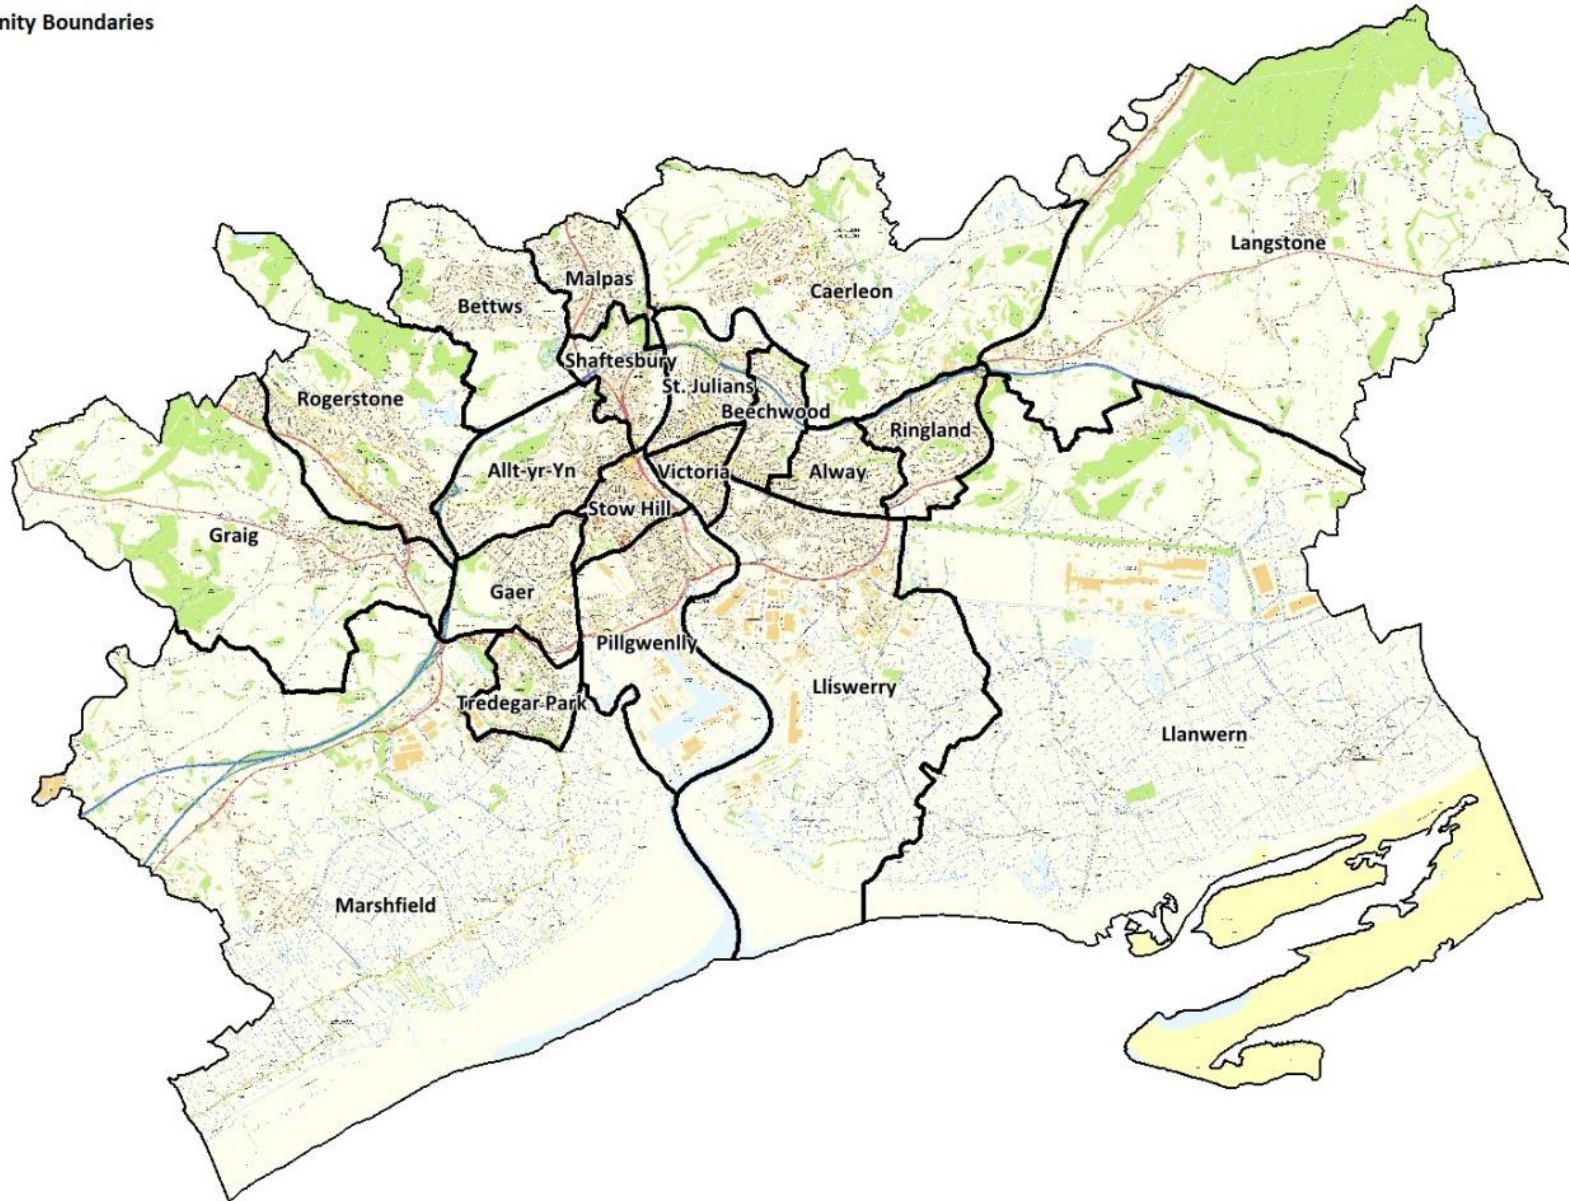 nity Boundaries
Langstone
Malpas
Caerleon
Bettws
Shaftesbury
St. Julians
Rogerstone
Beechwood
Ringland
Allt-yr-Yn
Victoria
Alway
Stow Hill
Graig
Gaer
Pillgwenlly
Lliswerry
Tredegar Park
Llanwern
Marshfield